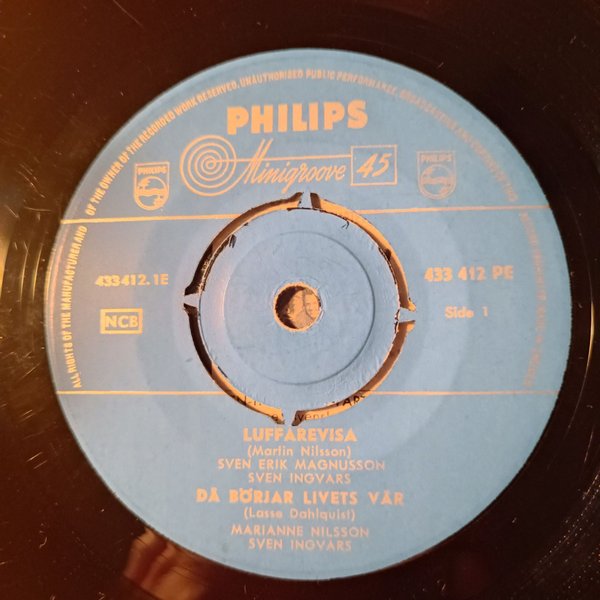 ALL RIGHTS OF THE MANUFACTURER AND OF THE OWNER OF THE RECORDED WORK RESERVED. UNAUTHORISED PUBLIC PERFORMANCE, BROADCASTING AND
PHILIPS
Minigroove 45
PHILIPS
PHILIPS
433412.1E
433 412 PE
NCB
Side 1
LUFFAREVISA
(Martin Nilsson)
SVEN ERIK MAGNUSSON
SVEN INGVARS
DÅ BÖRJAR LIVETS VÅR
(Lasse Dahlquist)
MARIANNE NILSSON
SVEN INGVARS